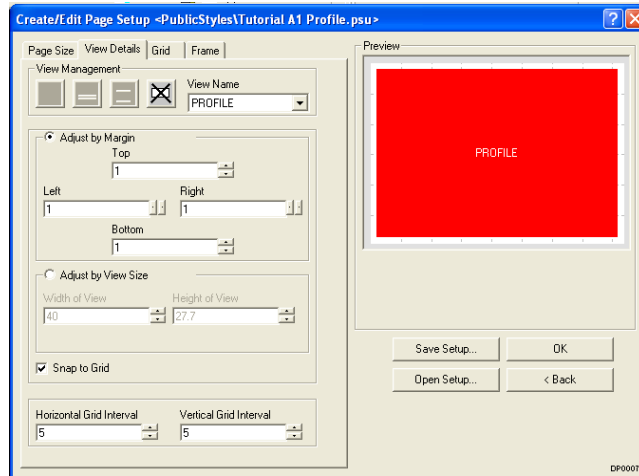 Create/Edit Page Setup <PublicStyles\Tutorial A1 Profile.psu>
Page Size View Details Grid Frame
View Management
View Name
PROFILE
Adjust by Margin
Top
1
Left Right
1 1
Bottom
1
Adjust by View Size
Width of View Height of View
40 27.7
Snap to Grid
Horizontal Grid Interval Vertical Grid Interval
5 5
Preview
PROFILE
Save Setup... OK
Open Setup... < Back
DP0001